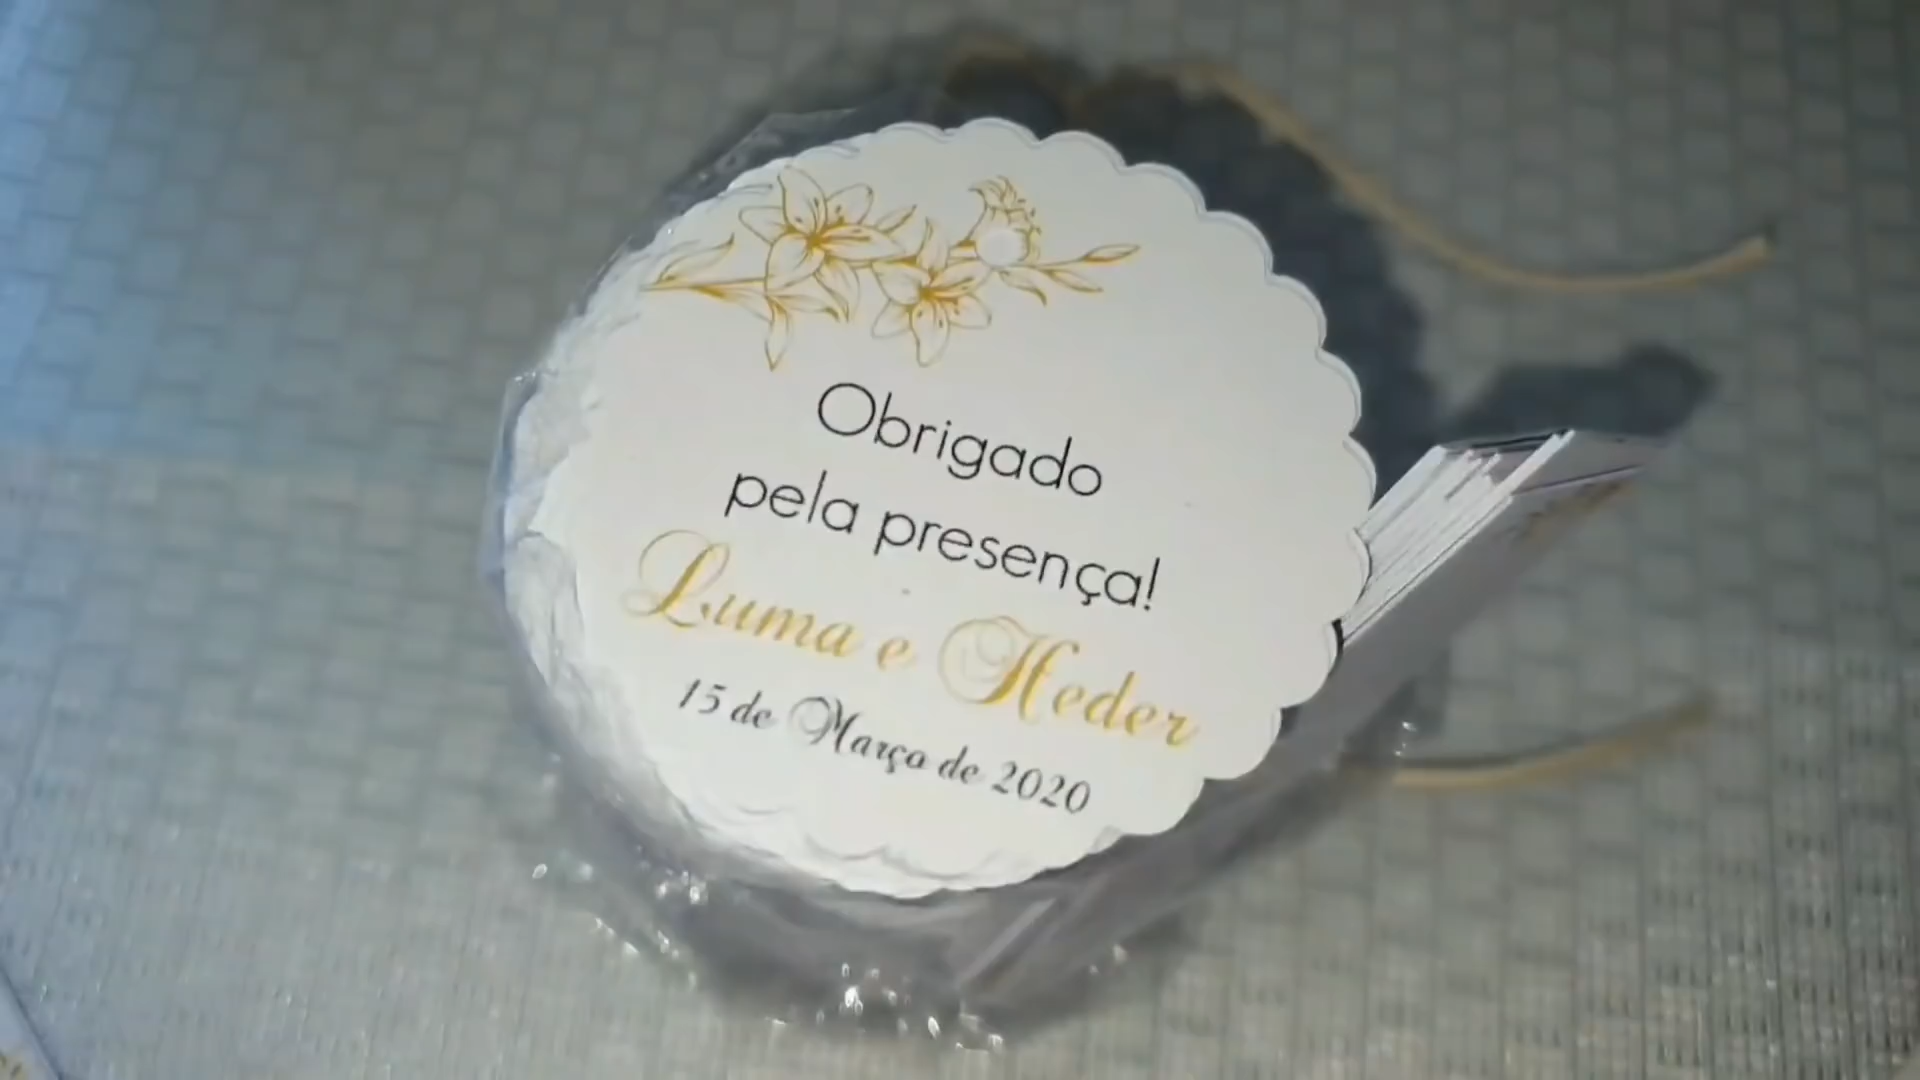 Obrigado
pela presença!
Luma e Heder
15 de Março de 2020